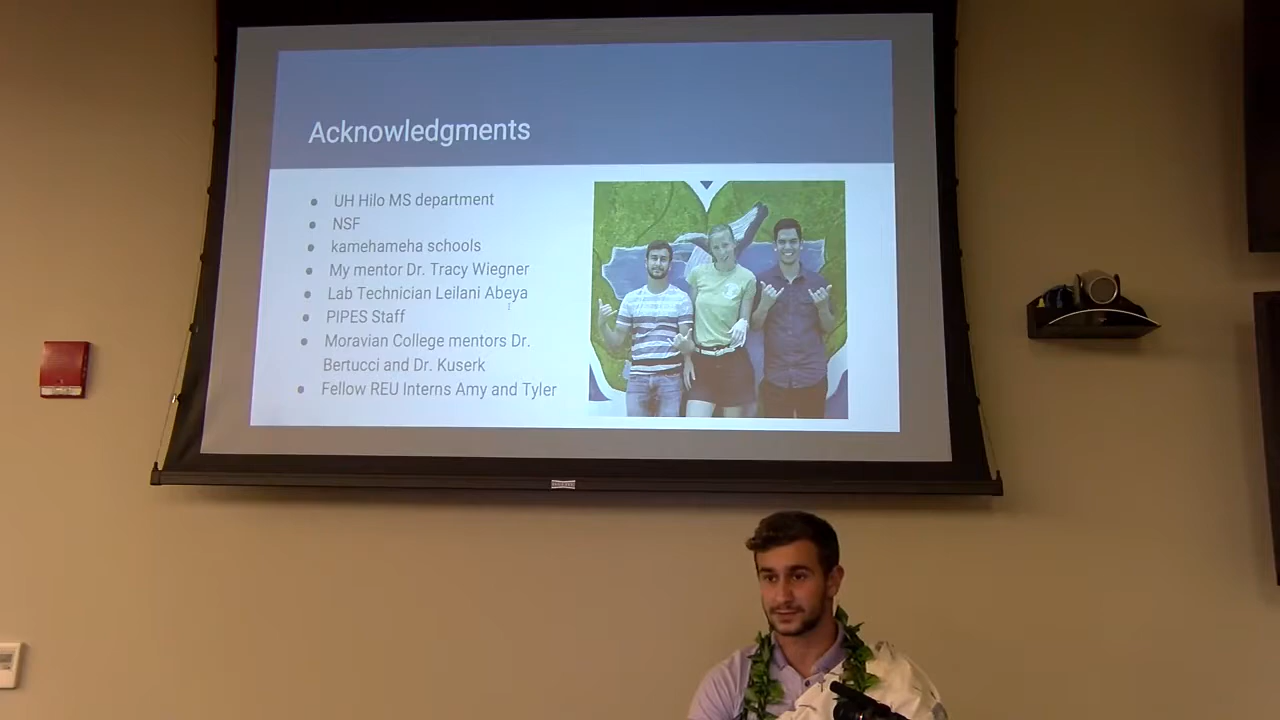 Acknowledgments
UH Hilo MS department
NSF
kamehameha schools
My mentor Dr. Tracy Wiegner
Lab Technician Leilani Abeya
PIPES Staff
Moravian College mentors Dr.
Bertucci and Dr. Kuserk
Fellow REU Interns Amy and Tyler